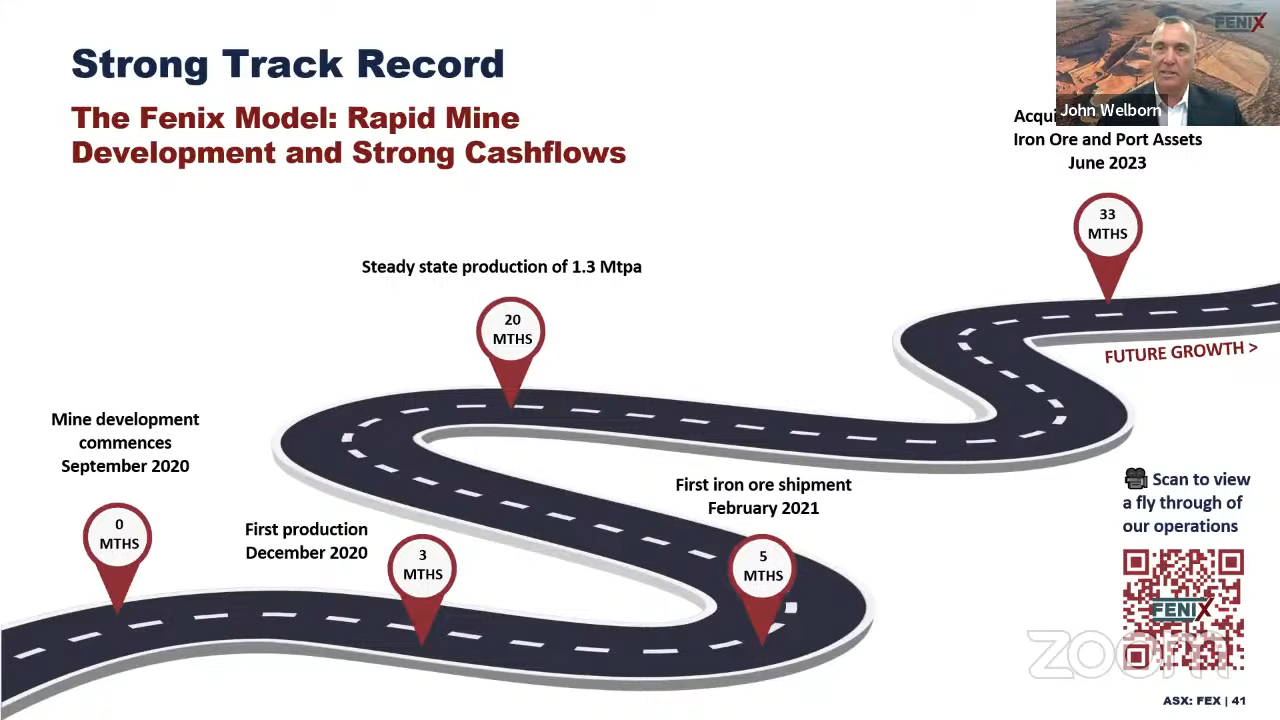 Strong Track Record
The Fenix Model: Rapid Mine
Development and Strong Cashflows
FENIX
John Welborn
Iron Ore and Port Assets
June 2023
33
MTHS
Steady state production of 1.3 Mtpa
20
MTHS
FUTURE GROWTH >
Mine development
commences
September 2020
0
MTHS
First production
December 2020
3
MTHS
First iron ore shipment
February 2021
5
MTHS
Scan to view
a fly through of
our operations
FENIX
zoom
ASX: FEX | 41